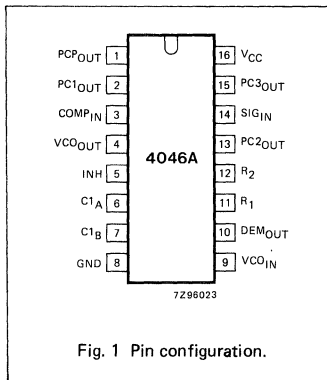 PCPOUT 1 16 VCC
PC1OUT 2 15 PC3OUT
COMPIN 3 14 SIGIN
VCOOUT 4 13 PC2OUT
4046A
INH 5 12 R2
C1A 6 11 R1
C1B 7 10 DEMOUT
GND 8 9 VCOIN
7Z96023
Fig. 1 Pin configuration.